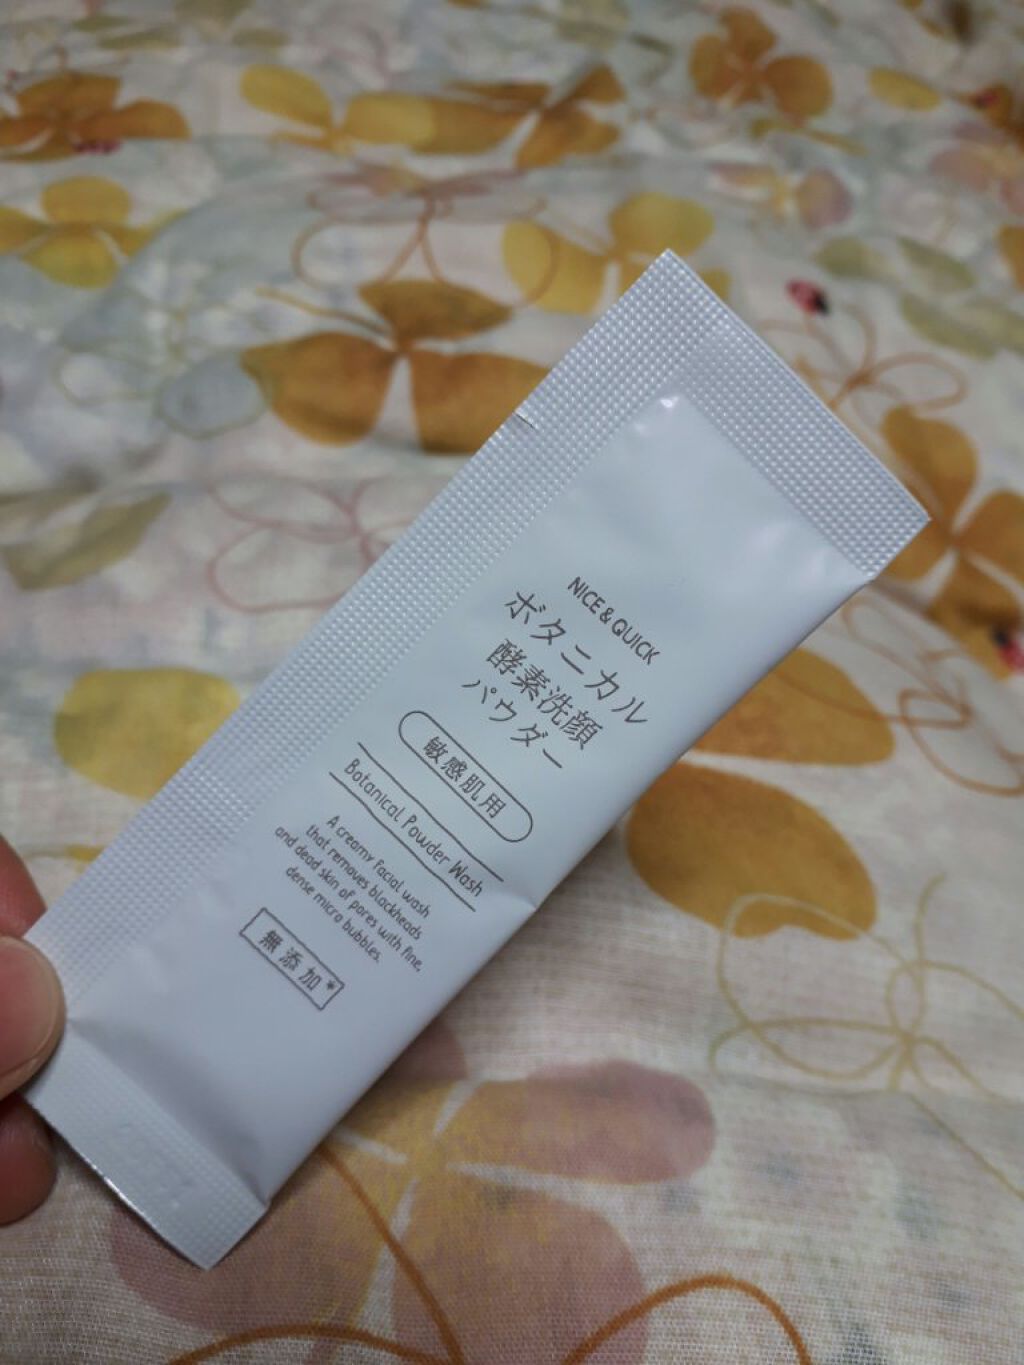 NICE & QUICK
ボタニカル
酵素洗顔
パウダー
敏感肌用
Botanical Powder Wash
A creamy facial wash
that removes blackheads
and dead skin of pores with fine,
dense micro bubbles.
無添加*